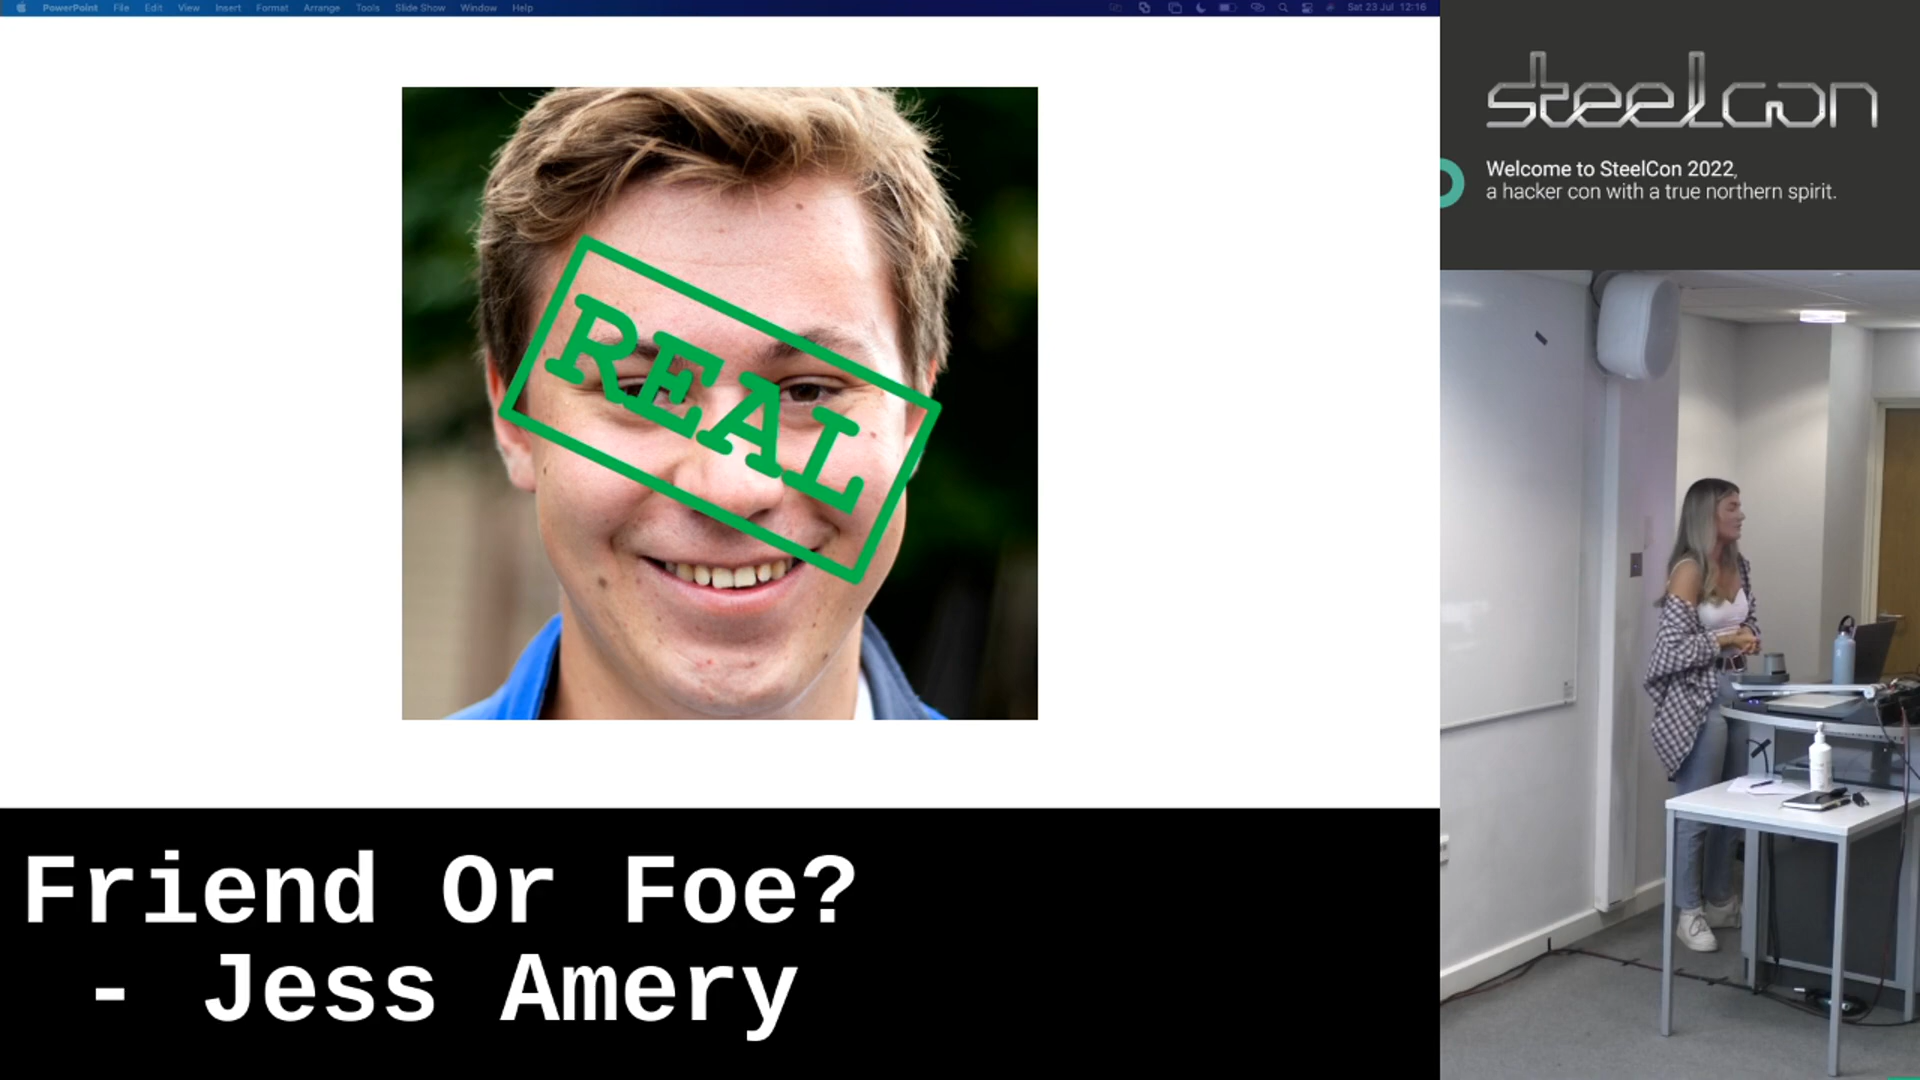 PowerPoint File Edit View Insert Format Arrange Tools Slide Show Window Help Sat 23 Jul 12:16
steelcon
Welcome to SteelCon 2022,
a hacker con with a true northern spirit.
REAL
Friend Or Foe?
- Jess Amery